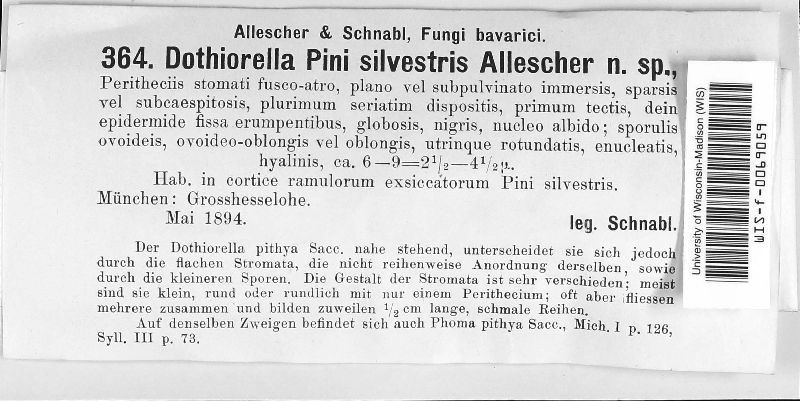 Allescher & Schnabl, Fungi bavarici.
364. Dothiorella Pini silvestris Allescher n. sp.,
Peritheciis stomati fusco-atro, plano vel subpulvinato immersis, sparsis
vel subcaespitosis, plurimum seriatim dispositis, primum tectis, dein
epidermide fissa erumpentibus, globosis, nigris, nucleo albido; sporulis
ovoideis, ovoideo-oblongis vel oblongis, utrinque rotundatis, enucleatis,
hyalinis, ca. 6—9=2 1/2—4 1/2 µ.
Hab. in cortice ramulorum exsiccatorum Pini silvestris.
München: Grosshesselohe.
Mai 1894.
leg. Schnabl.
Der Dothiorella pithya Sacc. nahe stehend, unterscheidet sie sich jedoch
durch die flachen Stromata, die nicht reihenweise Anordnung derselben, sowie
durch die kleineren Sporen. Die Gestalt der Stromata ist sehr verschieden; meist
sind sie klein, rund oder rundlich mit nur einem Perithecium; oft aber fliessen
mehrere zusammen und bilden zuweilen 1/2 cm lange, schmale Reihen.
Auf denselben Zweigen befindet sich auch Phoma pithya Sacc., Mich. I p. 126,
Syll. III p. 73.
University of Wisconsin-Madison (WIS)
WIS-f-0069059